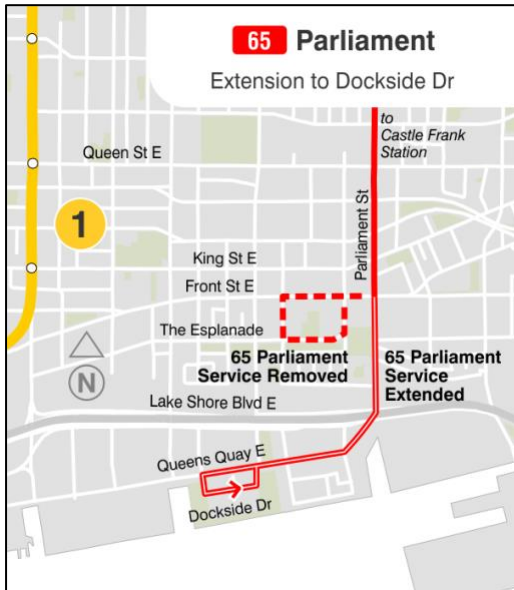 65 Parliament
Extension to Dockside Dr
to
Castle Frank
Station
Queen St E
Parliament St
1
King St E
Front St E
The Esplanade
65 Parliament
Service Removed
65 Parliament
Service
Extended
N
Lake Shore Blvd E
Queens Quay E
Dockside Dr